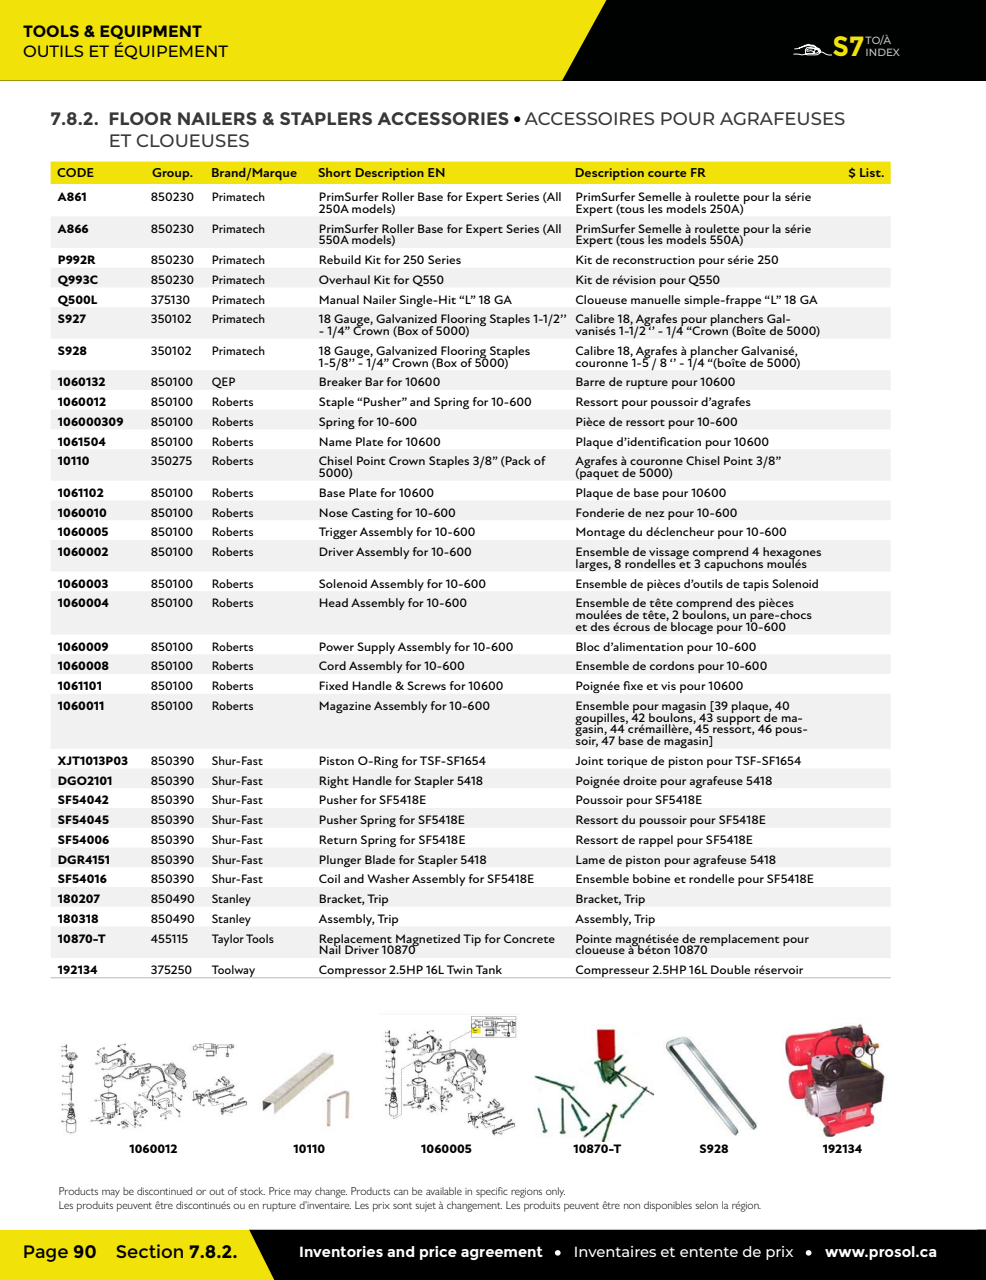 TOOLS & EQUIPMENT
OUTILS ET ÉQUIPEMENT
S7 TO/À INDEX
7.8.2. FLOOR NAILERS & STAPLERS ACCESSORIES • ACCESSOIRES POUR AGRAFEUSES
ET CLOUEUSES
CODE Group. Brand/Marque Short Description EN Description courte FR $ List.
A861 850230 Primatech PrimSurfer Roller Base for Expert Series (All PrimSurfer Semelle à roulette pour la série
250A models) Expert (tous les models 250A)
A866 850230 Primatech PrimSurfer Roller Base for Expert Series (All PrimSurfer Semelle à roulette pour la série
550A models) Expert (tous les models 550A)
P992R 850230 Primatech Rebuild Kit for 250 Series Kit de reconstruction pour série 250
Q993C 850230 Primatech Overhaul Kit for Q550 Kit de révision pour Q550
Q500L 375130 Primatech Manual Nailer Single-Hit “L” 18 GA Cloueuse manuelle simple-frappe “L” 18 GA
S927 350102 Primatech 18 Gauge, Galvanized Flooring Staples 1-1/2’’ Calibre 18, Agrafes pour planchers Gal-
- 1/4” Crown (Box of 5000) vanisés 1-1/2 ‘’ - 1/4 “Crown (Boîte de 5000)
S928 350102 Primatech 18 Gauge, Galvanized Flooring Staples Calibre 18, Agrafes à plancher Galvanisé,
1-5/8’’ - 1/4” Crown (Box of 5000) couronne 1-5 / 8 ‘’ - 1/4 “(boîte de 5000)
1060132 850100 QEP Breaker Bar for 10600 Barre de rupture pour 10600
1060012 850100 Roberts Staple “Pusher” and Spring for 10-600 Ressort pour poussoir d’agrafes
106000309 850100 Roberts Spring for 10-600 Pièce de ressort pour 10-600
1061504 850100 Roberts Name Plate for 10600 Plaque d’identification pour 10600
10110 350275 Roberts Chisel Point Crown Staples 3/8” (Pack of Agrafes à couronne Chisel Point 3/8”
5000) (paquet de 5000)
1061102 850100 Roberts Base Plate for 10600 Plaque de base pour 10600
1060010 850100 Roberts Nose Casting for 10-600 Fonderie de nez pour 10-600
1060005 850100 Roberts Trigger Assembly for 10-600 Montage du déclencheur pour 10-600
1060002 850100 Roberts Driver Assembly for 10-600 Ensemble de vissage comprend 4 hexagones
larges, 8 rondelles et 3 capuchons moulés
1060003 850100 Roberts Solenoid Assembly for 10-600 Ensemble de pièces d’outils de tapis Solenoid
1060004 850100 Roberts Head Assembly for 10-600 Ensemble de tête comprend des pièces
moulées de tête, 2 boulons, un pare-chocs
et des écrous de blocage pour 10-600
1060009 850100 Roberts Power Supply Assembly for 10-600 Bloc d’alimentation pour 10-600
1060008 850100 Roberts Cord Assembly for 10-600 Ensemble de cordons pour 10-600
1061101 850100 Roberts Fixed Handle & Screws for 10600 Poignée fixe et vis pour 10600
1060011 850100 Roberts Magazine Assembly for 10-600 Ensemble pour magasin [39 plaque, 40
goupilles, 42 boulons, 43 support de ma-
gasin, 44 crémaillère, 45 ressort, 46 pous-
soir, 47 base de magasin]
XJT1013P03 850390 Shur-Fast Piston O-Ring for TSF-SF1654 Joint torique de piston pour TSF-SF1654
DGO2101 850390 Shur-Fast Right Handle for Stapler 5418 Poignée droite pour agrafeuse 5418
SF54042 850390 Shur-Fast Pusher for SF5418E Poussoir pour SF5418E
SF54045 850390 Shur-Fast Pusher Spring for SF5418E Ressort du poussoir pour SF5418E
SF54006 850390 Shur-Fast Return Spring for SF5418E Ressort de rappel pour SF5418E
DGR4151 850390 Shur-Fast Plunger Blade for Stapler 5418 Lame de piston pour agrafeuse 5418
SF54016 850390 Shur-Fast Coil and Washer Assembly for SF5418E Ensemble bobine et rondelle pour SF5418E
180207 850490 Stanley Bracket, Trip Bracket, Trip
180318 850490 Stanley Assembly, Trip Assembly, Trip
10870-T 455115 Taylor Tools Replacement Magnetized Tip for Concrete Pointe magnétisée de remplacement pour
Nail Driver 10870 cloueuse à béton 10870
192134 375250 Toolway Compressor 2.5HP 16L Twin Tank Compresseur 2.5HP 16L Double réservoir
1060012 10110 1060005 10870-T S928 192134
Products may be discontinued or out of stock. Price may change. Products can be available in specific regions only.
Les produits peuvent être discontinués ou en rupture d’inventaire. Les prix sont sujet à changement. Les produits peuvent être non disponibles selon la région.
Page 90 Section 7.8.2. Inventories and price agreement • Inventaires et entente de prix • www.prosol.ca